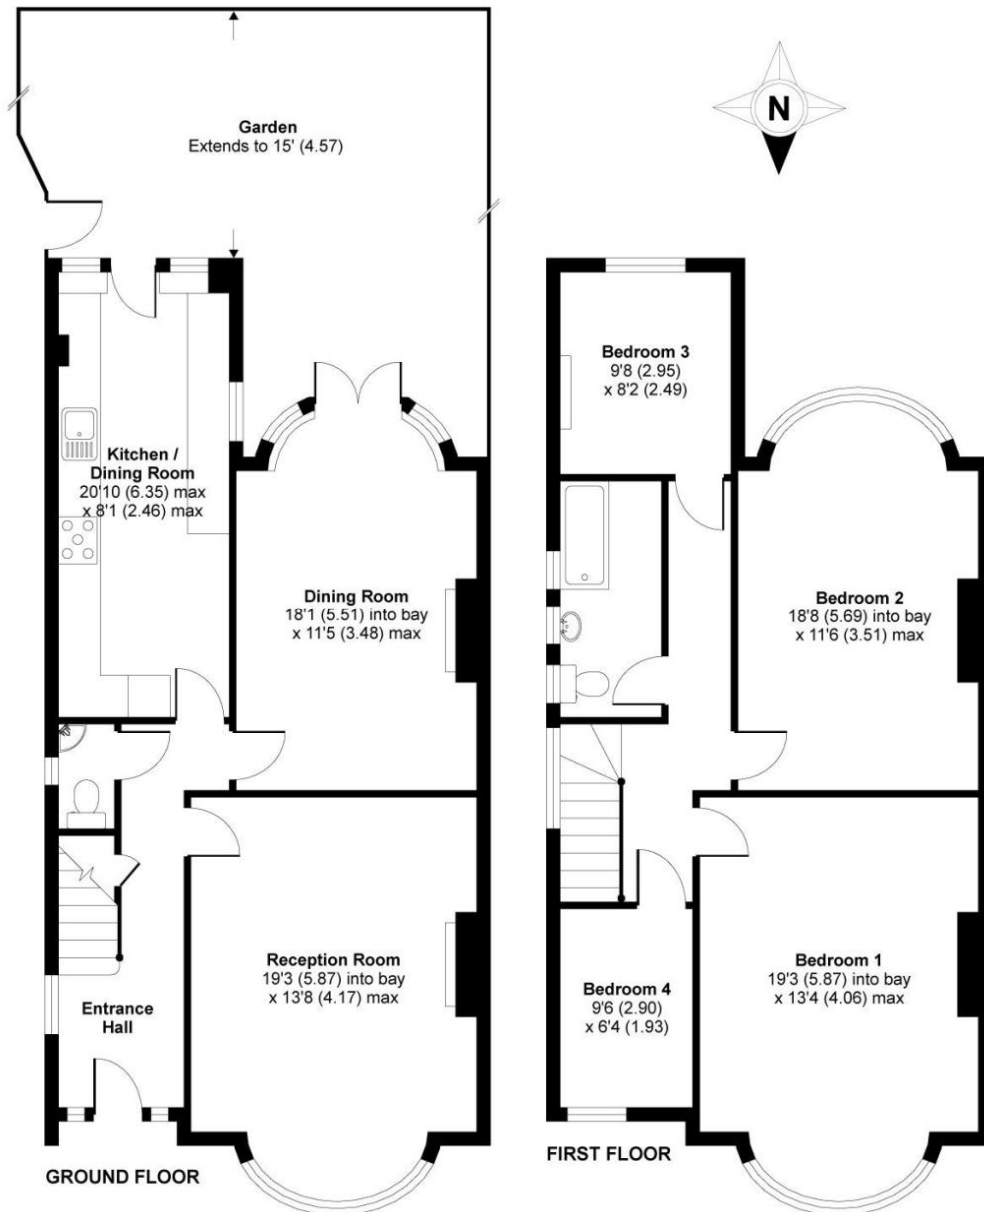 Garden
Extends to 15' (4.57)
N
Kitchen /
Dining Room
20'10 (6.35) max
x 8'1 (2.46) max
Dining Room
18'1 (5.51) into bay
x 11'5 (3.48) max
Reception Room
19'3 (5.87) into bay
x 13'8 (4.17) max
Entrance
Hall
GROUND FLOOR
Bedroom 3
9'8 (2.95)
x 8'2 (2.49)
Bedroom 2
18'8 (5.69) into bay
x 11'6 (3.51) max
Bedroom 1
19'3 (5.87) into bay
x 13'4 (4.06) max
Bedroom 4
9'6 (2.90)
x 6'4 (1.93)
FIRST FLOOR